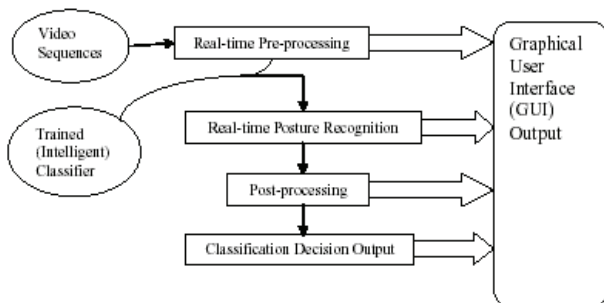 Video
Sequences
Real-time Pre-processing
Graphical
User
Interface
(GUI)
Output
Trained
(Intelligent)
Classifier
Real-time Posture Recognition
Post-processing
Classification Decision Output